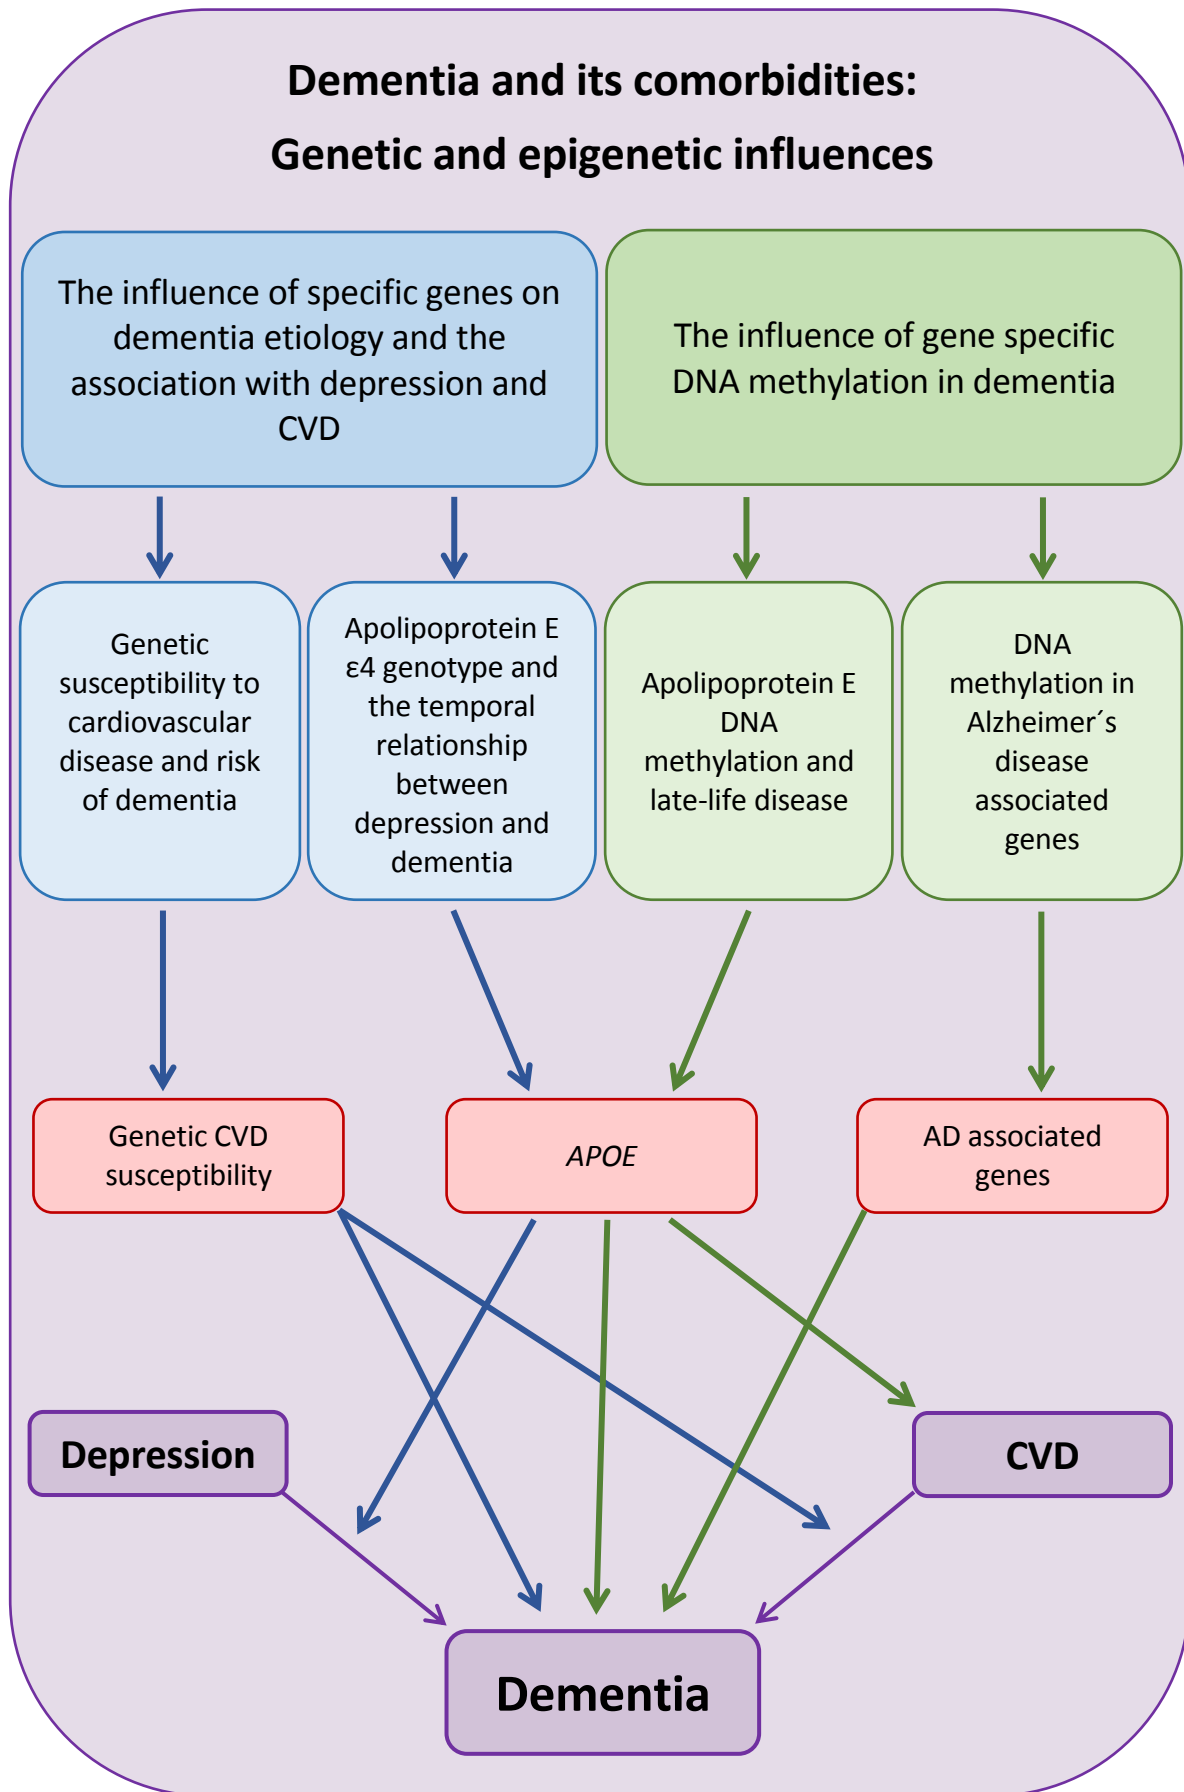 Dementia and its comorbidities:
Genetic and epigenetic influences
The influence of specific genes on
dementia etiology and the
association with depression and
CVD
The influence of gene specific
DNA methylation in dementia
Genetic
susceptibility to
cardiovascular
disease and risk
of dementia
Apolipoprotein E
ε4 genotype and
the temporal
relationship
between
depression and
dementia
Apolipoprotein E
DNA
methylation and
late-life disease
DNA
methylation in
Alzheimer´s
disease
associated
genes
Genetic CVD
susceptibility
APOE
AD associated
genes
Depression
CVD
Dementia